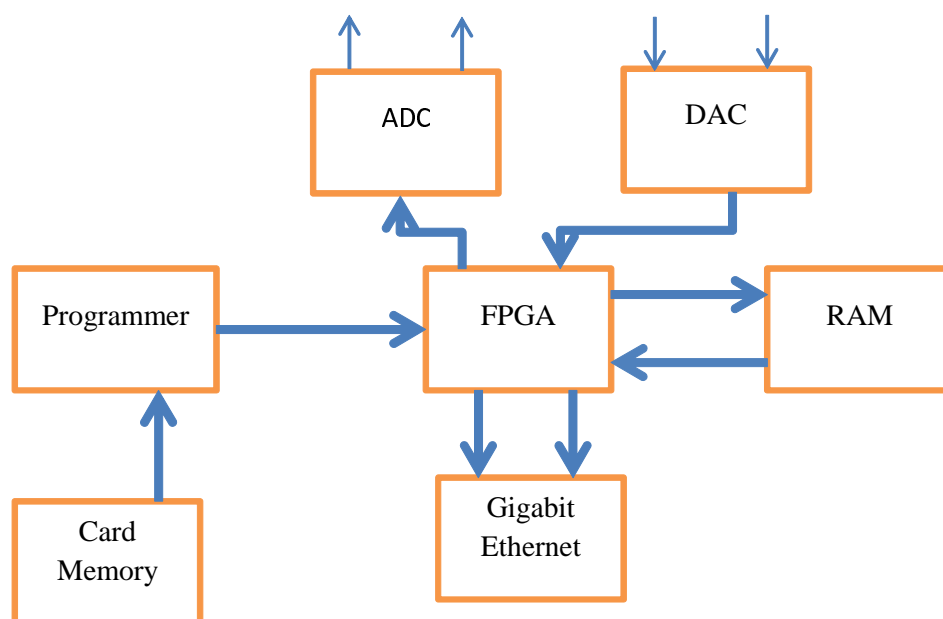 ADC
DAC
Programmer
FPGA
RAM
Gigabit
Ethernet
Card
Memory